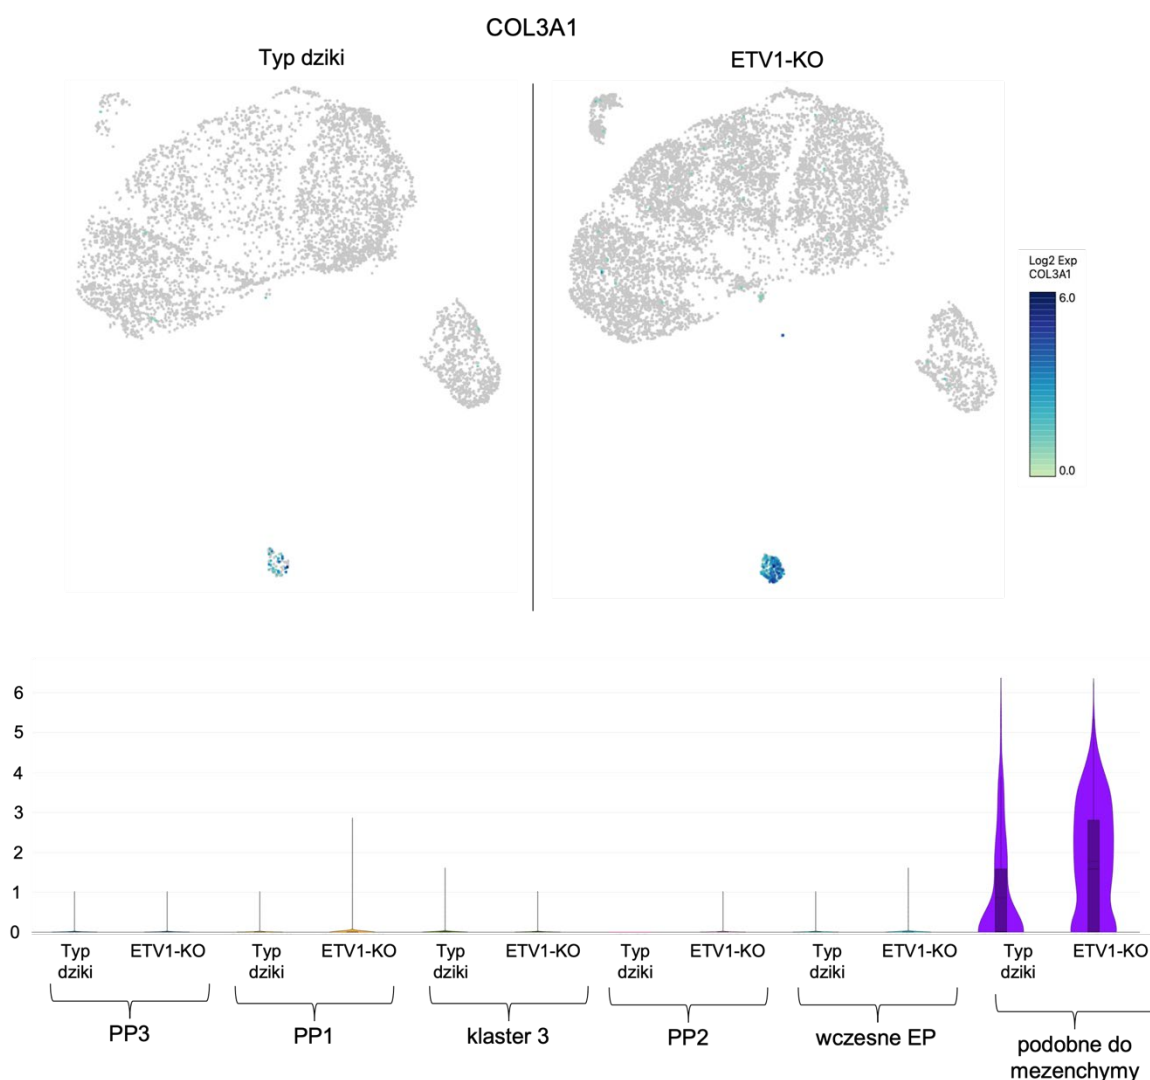 COL3A1
Typ dziki
ETV1-KO
Log2 Exp
COL3A1
6.0
0.0
6
5
4
3
2
1
0
Typ dziki ETV1-KO Typ dziki ETV1-KO Typ dziki ETV1-KO Typ dziki ETV1-KO Typ dziki ETV1-KO Typ dziki ETV1-KO
PP3 PP1 klaster 3 PP2 wczesne EP podobne do
mezenchymy